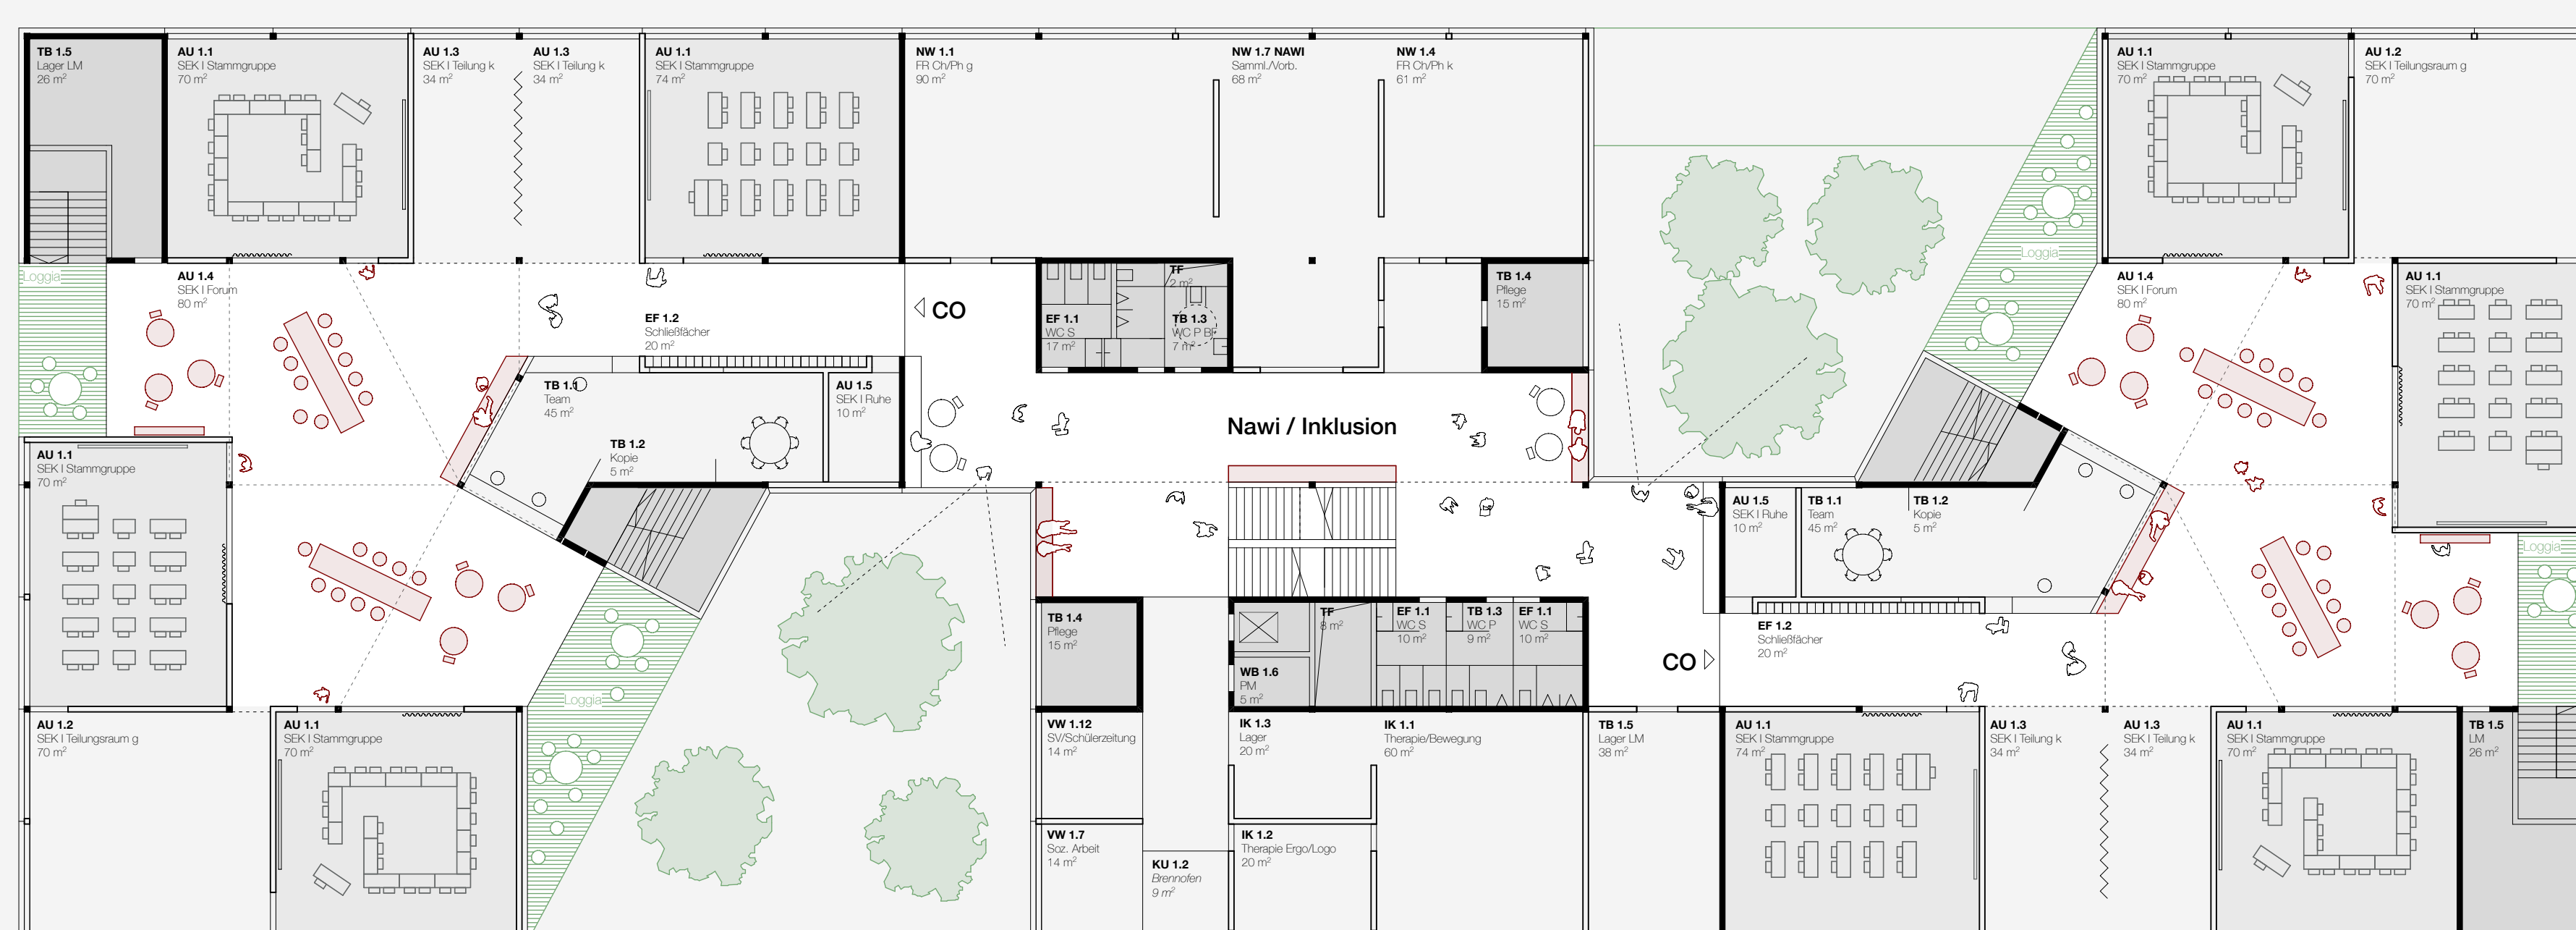 TB 1.5
Lager LM
26 m²
AU 1.1
SEK I Stammgruppe
70 m²
AU 1.3
SEK I Teilung k
34 m²
AU 1.3
SEK I Teilung k
34 m²
AU 1.1
SEK I Stammgruppe
74 m²
NW 1.1
FR Ch/Ph g
90 m²
NW 1.7 NAWI
Samml./Vorb.
68 m²
NW 1.4
FR Ch/Ph k
61 m²
AU 1.1
SEK I Stammgruppe
70 m²
AU 1.2
SEK I Teilungsraum g
70 m²
Loggia
AU 1.4
SEK I Forum
80 m²
EF 1.2
Schließfächer
20 m²
CO
EF 1.1
WC S
17 m²
TF
2 m²
TB 1.3
WC P BF
7 m²
TB 1.4
Pflege
15 m²
Loggia
AU 1.4
SEK I Forum
80 m²
AU 1.1
SEK I Stammgruppe
70 m²
TB 1.1
Team
45 m²
TB 1.2
Kopie
5 m²
AU 1.5
SEK I Ruhe
10 m²
Nawi / Inklusion
AU 1.1
SEK I Stammgruppe
70 m²
AU 1.5
SEK I Ruhe
10 m²
TB 1.1
Team
45 m²
TB 1.2
Kopie
5 m²
Loggia
TB 1.4
Pflege
15 m²
WB 1.6
PM
5 m²
TF
8 m²
EF 1.1
WC S
10 m²
TB 1.3
WC P
9 m²
EF 1.1
WC S
10 m²
CO
EF 1.2
Schließfächer
20 m²
Loggia
AU 1.2
SEK I Teilungsraum g
70 m²
AU 1.1
SEK I Stammgruppe
70 m²
VW 1.12
SV/Schülerzeitung
14 m²
IK 1.3
Lager
20 m²
IK 1.1
Therapie/Bewegung
60 m²
TB 1.5
Lager LM
38 m²
AU 1.1
SEK I Stammgruppe
74 m²
AU 1.3
SEK I Teilung k
34 m²
AU 1.3
SEK I Teilung k
34 m²
AU 1.1
SEK I Stammgruppe
70 m²
TB 1.5
LM
26 m²
VW 1.7
Soz. Arbeit
14 m²
KU 1.2
Brennofen
9 m²
IK 1.2
Therapie Ergo/Logo
20 m²